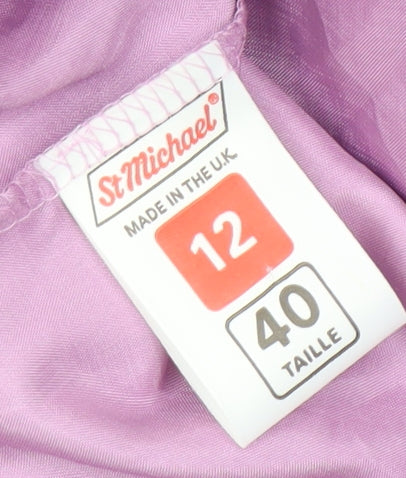 St Michael®
MADE IN THE U.K.
12
40
TAILLE